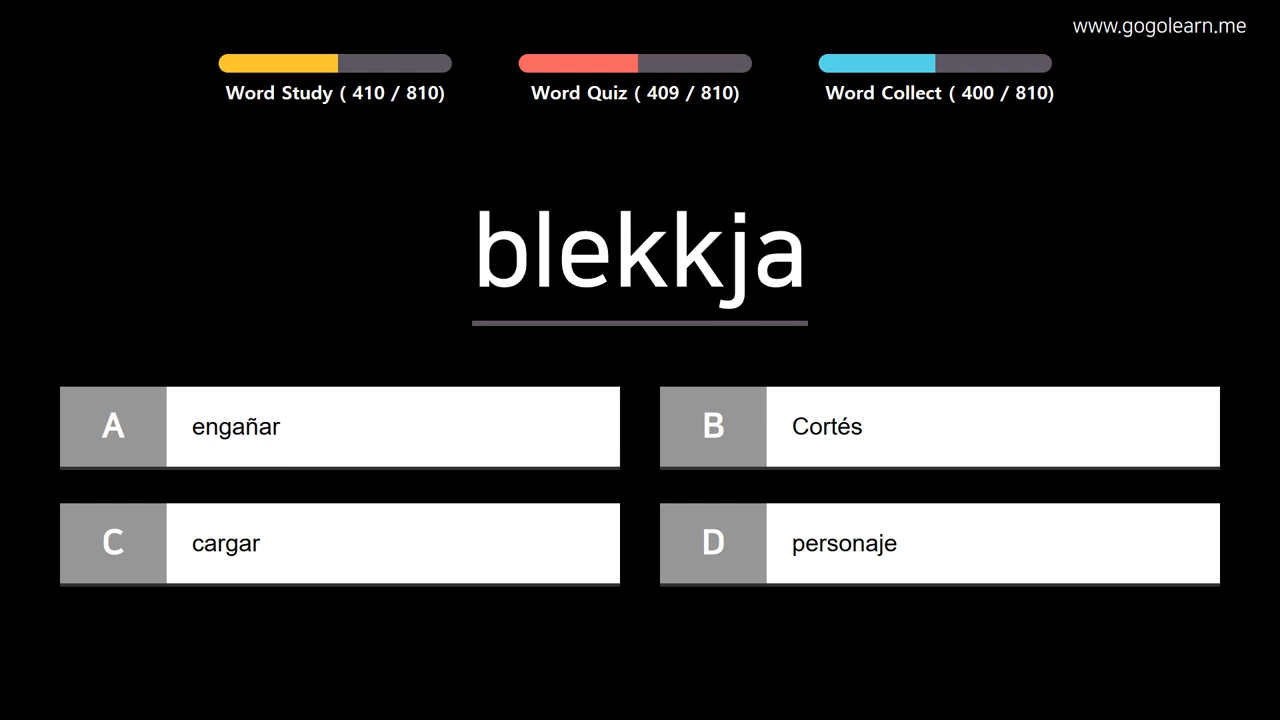 www.gogolearn.me
Word Study ( 410 / 810)
Word Quiz ( 409 / 810)
Word Collect ( 400 / 810)
blekkja
A engañar
B Cortés
C cargar
D personaje